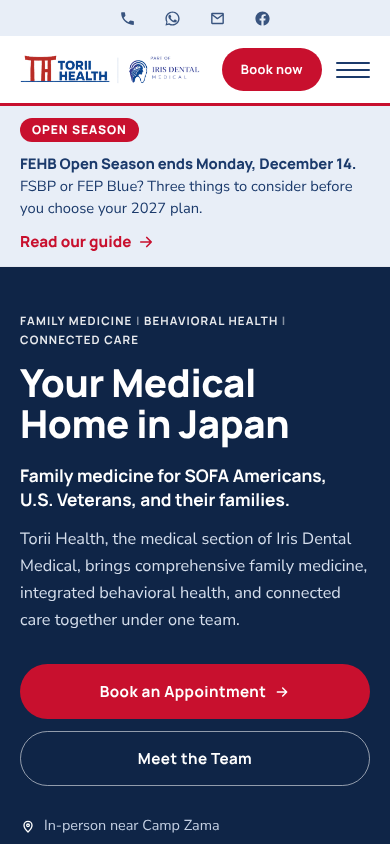 TORII
HEALTH
PART OF
IRIS DENTAL
MEDICAL
Book now
OPEN SEASON
FEHB Open Season ends Monday, December 14.
FSBP or FEP Blue? Three things to consider before
you choose your 2027 plan.
Read our guide →
FAMILY MEDICINE | BEHAVIORAL HEALTH |
CONNECTED CARE
Your Medical
Home in Japan
Family medicine for SOFA Americans,
U.S. Veterans, and their families.
Torii Health, the medical section of Iris Dental
Medical, brings comprehensive family medicine,
integrated behavioral health, and connected
care together under one team.
Book an Appointment →
Meet the Team
In-person near Camp Zama